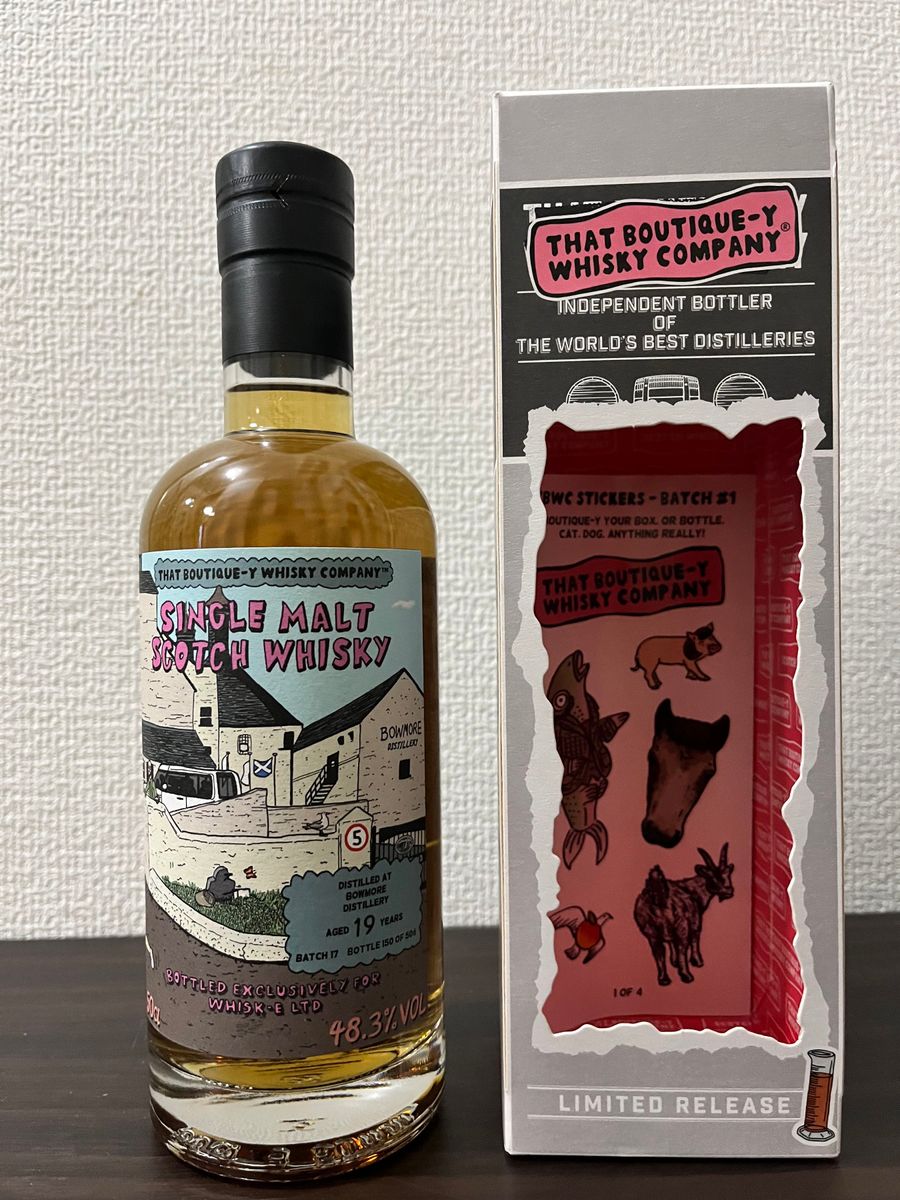 THAT BOUTIQUE-Y WHISKY COMPANY™
SINGLE MALT
SCOTCH WHISKY
BOWMORE
DISTILLERY
5
DISTILLED AT
BOWMORE
DISTILLERY
AGED 19 YEARS
BATCH 17 BOTTLE 150 OF 506
BOTTLED EXCLUSIVELY FOR
WHISK-E LTD
50cl
48.3% VOL
THAT BOUTIQUE-Y
WHISKY COMPANY®
INDEPENDENT BOTTLER
OF
THE WORLD'S BEST DISTILLERIES
BWC STICKERS - BATCH #1
OUTIQUE-Y YOUR BOX. OR BOTTLE.
CAT. DOG. ANYTHING REALLY!
THAT BOUTIQUE-Y
WHISKY COMPANY
1 OF 4
LIMITED RELEASE